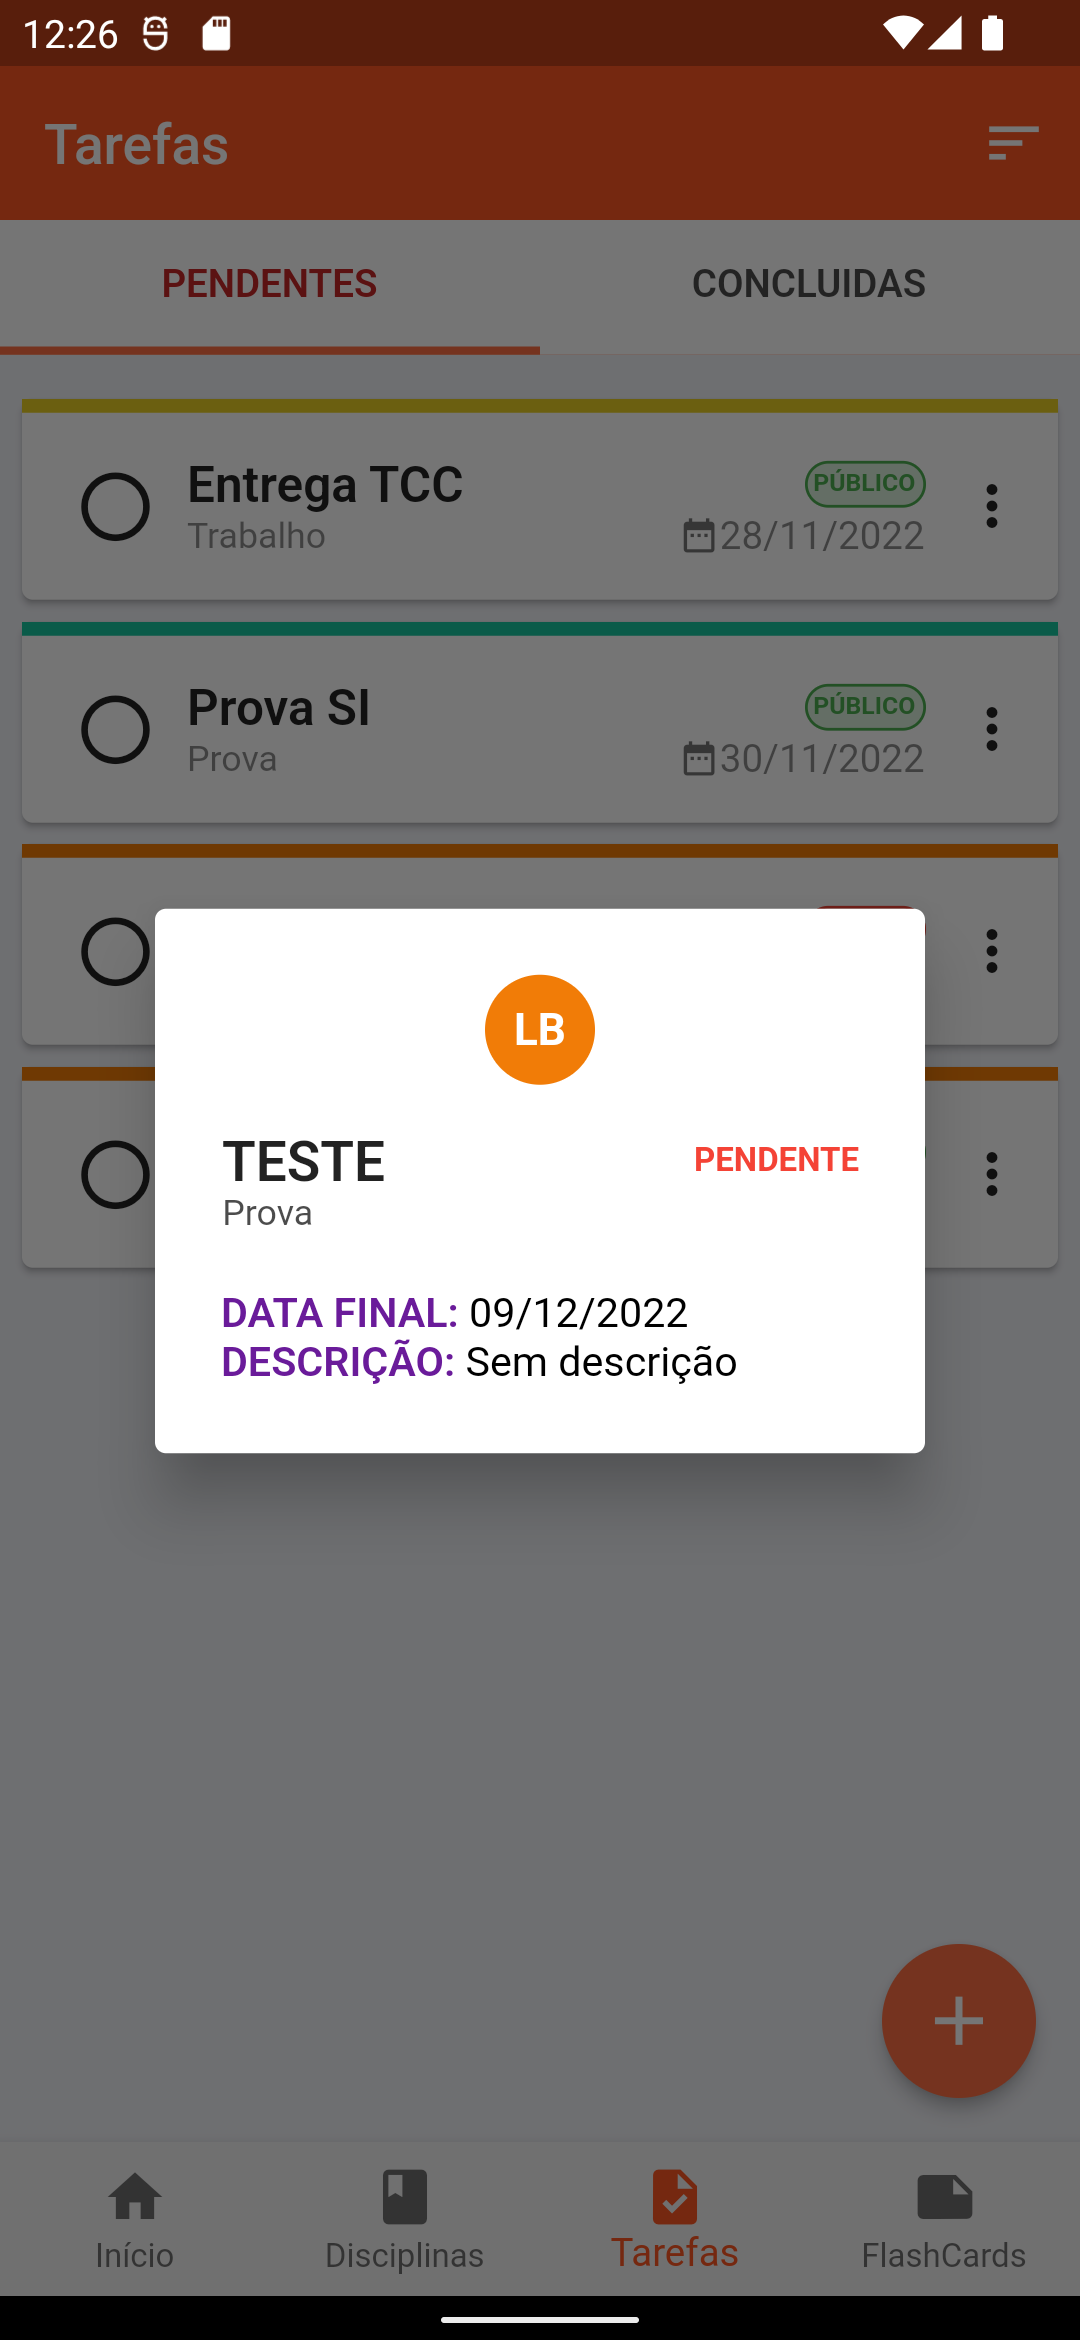 12:26
Tarefas
PENDENTES
CONCLUIDAS
Entrega TCC
PÚBLICO
Trabalho
28/11/2022
Prova SI
PÚBLICO
Prova
30/11/2022
LB
TESTE
PENDENTE
Prova
DATA FINAL: 09/12/2022
DESCRIÇÃO: Sem descrição
Início
Disciplinas
Tarefas
FlashCards